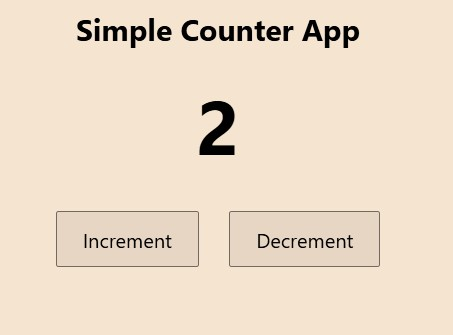 Simple Counter App
2
Increment Decrement